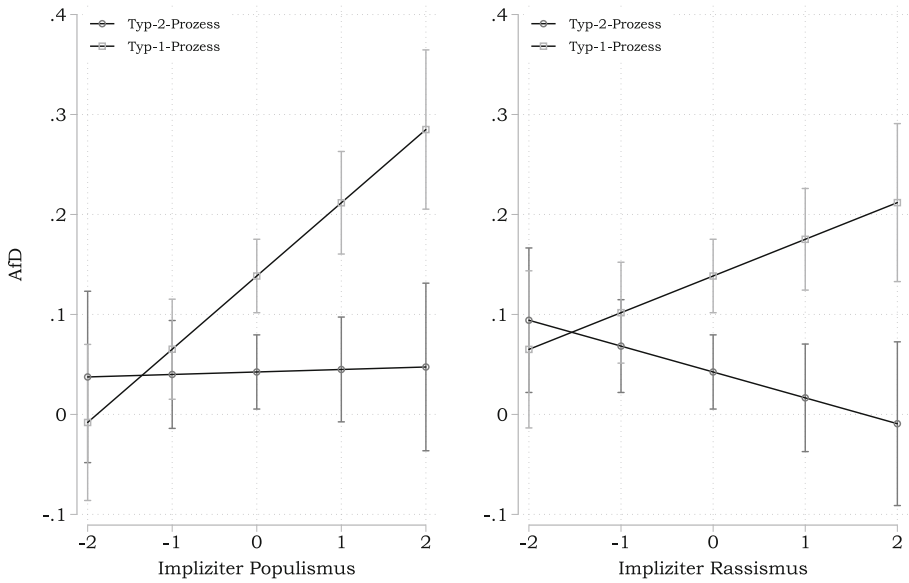 .4
.3
.2
.1
0
-.1
AfD
Typ-2-Prozess
Typ-1-Prozess
-2 -1 0 1 2
Impliziter Populismus
.4
.3
.2
.1
0
-.1
Typ-2-Prozess
Typ-1-Prozess
-2 -1 0 1 2
Impliziter Rassismus